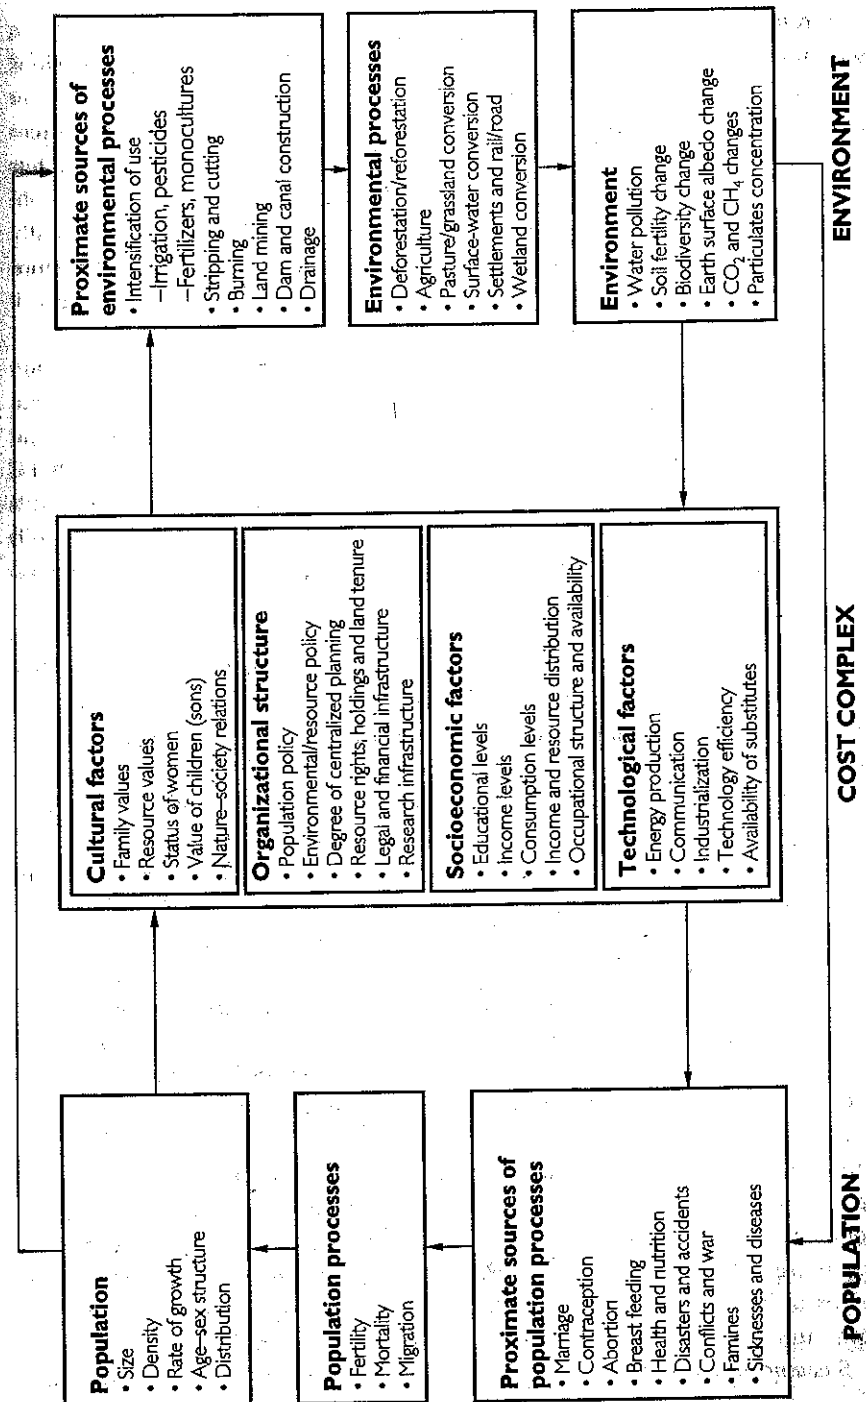 Population
• Size
• Density
• Rate of growth
• Age–sex structure
• Distribution
Population processes
• Fertility
• Mortality
• Migration
Proximate sources of
population processes
• Marriage
• Contraception
• Abortion
• Breast feeding
• Health and nutrition
• Disasters and accidents
• Conflicts and war
• Famines
• Sicknesses and diseases
POPULATION
Cultural factors
• Family values
• Resource values
• Status of women
• Value of children (sons)
• Nature–society relations
Organizational structure
• Population policy
• Environmental/resource policy
• Degree of centralized planning
• Resource rights, holdings and land tenure
• Legal and financial infrastructure
• Research infrastructure
Socioeconomic factors
• Educational levels
• Income levels
• Consumption levels
• Income and resource distribution
• Occupational structure and availability
Technological factors
• Energy production
• Communication
• Industrialization
• Technology efficiency
• Availability of substitutes
COST COMPLEX
Proximate sources of
environmental processes
• Intensification of use
–Irrigation, pesticides
–Fertilizers, monocultures
• Stripping and cutting
• Burning
• Land mining
• Dam and canal construction
• Drainage
Environmental processes
• Deforestation/reforestation
• Agriculture
• Pasture/grassland conversion
• Surface-water conversion
• Settlements and rail/road
• Wetland conversion
Environment
• Water pollution
• Soil fertility change
• Biodiversity change
• Earth surface albedo change
• CO₂ and CH₄ changes
• Particulates concentration
ENVIRONMENT